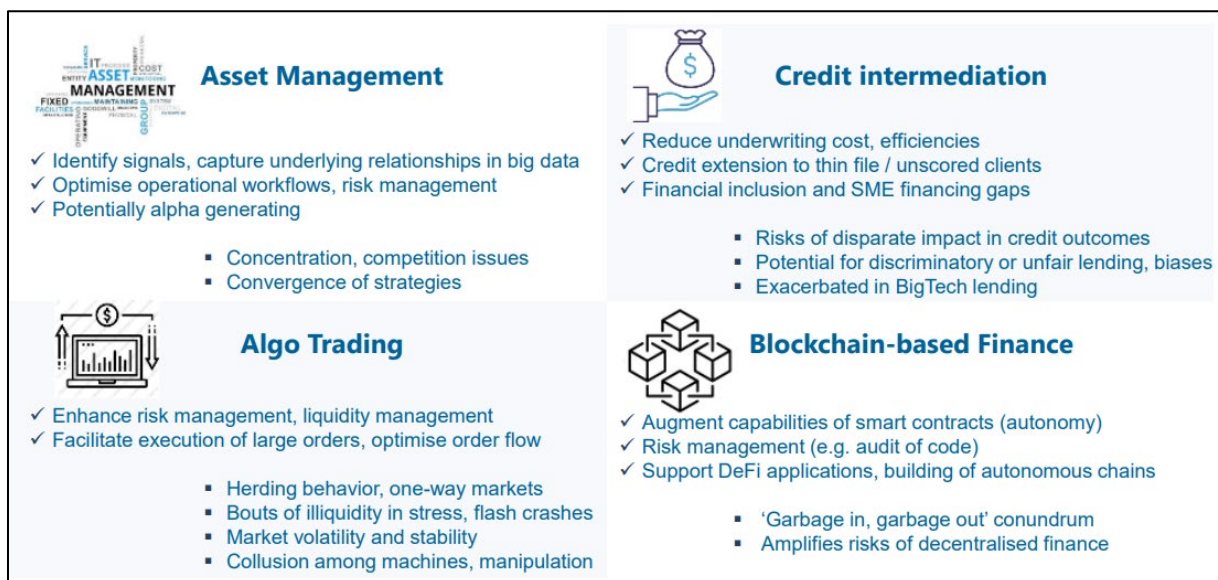 IT
COST
ENTITY ASSET
MANAGEMENT
FIXED MAINTAINING SYSTEM
FACILITIES GOODWILL
OPERATING
GROUP
Asset Management
✓ Identify signals, capture underlying relationships in big data
✓ Optimise operational workflows, risk management
✓ Potentially alpha generating
▪ Concentration, competition issues
▪ Convergence of strategies
$
Credit intermediation
✓ Reduce underwriting cost, efficiencies
✓ Credit extension to thin file / unscored clients
✓ Financial inclusion and SME financing gaps
▪ Risks of disparate impact in credit outcomes
▪ Potential for discriminatory or unfair lending, biases
▪ Exacerbated in BigTech lending
$
Algo Trading
✓ Enhance risk management, liquidity management
✓ Facilitate execution of large orders, optimise order flow
▪ Herding behavior, one-way markets
▪ Bouts of illiquidity in stress, flash crashes
▪ Market volatility and stability
▪ Collusion among machines, manipulation
Blockchain-based Finance
✓ Augment capabilities of smart contracts (autonomy)
✓ Risk management (e.g. audit of code)
✓ Support DeFi applications, building of autonomous chains
▪ ‘Garbage in, garbage out’ conundrum
▪ Amplifies risks of decentralised finance